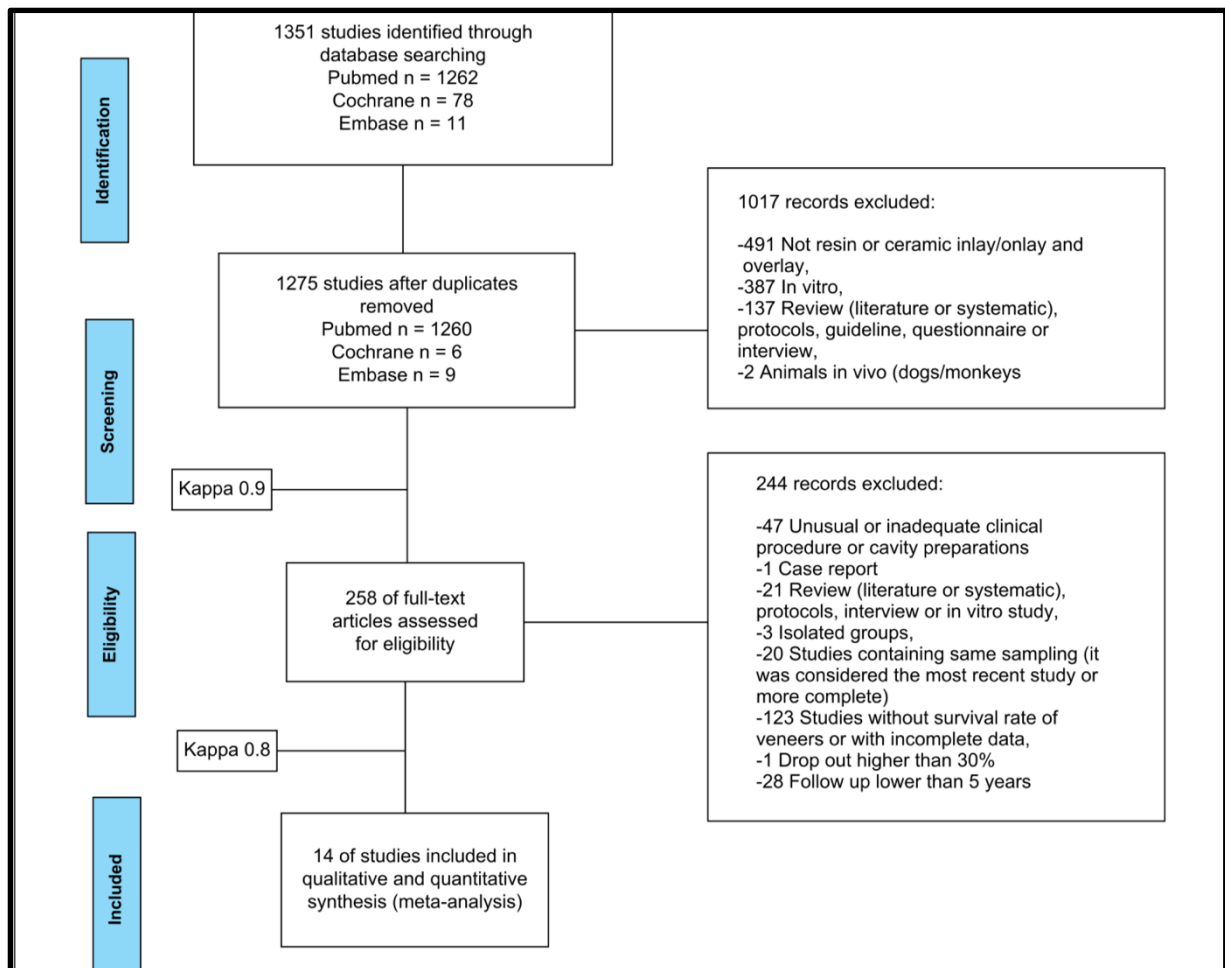 1351 studies identified through
database searching
Pubmed n = 1262
Cochrane n = 78
Embase n = 11
Identification
1017 records excluded:
-491 Not resin or ceramic inlay/onlay and
overlay,
-387 In vitro,
-137 Review (literature or systematic),
protocols, guideline, questionnaire or
interview,
-2 Animals in vivo (dogs/monkeys
1275 studies after duplicates
removed
Pubmed n = 1260
Cochrane n = 6
Embase n = 9
Screening
Kappa 0.9
244 records excluded:
-47 Unusual or inadequate clinical
procedure or cavity preparations
-1 Case report
-21 Review (literature or systematic),
protocols, interview or in vitro study,
-3 Isolated groups,
-20 Studies containing same sampling (it
was considered the most recent study or
more complete)
-123 Studies without survival rate of
veneers or with incomplete data,
-1 Drop out higher than 30%
-28 Follow up lower than 5 years
Eligibility
258 of full-text
articles assessed
for eligibility
Kappa 0.8
Included
14 of studies included in
qualitative and quantitative
synthesis (meta-analysis)